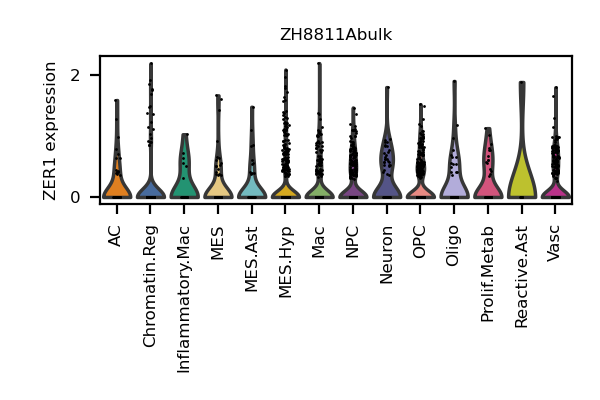 ZH8811Abulk
ZER1 expression
2
0
AC
Chromatin.Reg
Inflammatory.Mac
MES
MES.Ast
MES.Hyp
Mac
NPC
Neuron
OPC
Oligo
Prolif.Metab
Reactive.Ast
Vasc